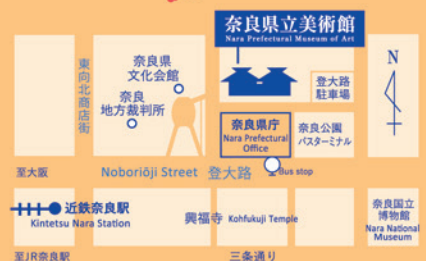 奈良県立美術館
Nara Prefectural Museum of Art
N
東向北商店街
奈良県
文化会館
奈良
地方裁判所
登大路
駐車場
奈良県庁
Nara Prefectural
Office
奈良公園
バスターミナル
至大阪
Noboriōji Street 登大路
Bus stop
近鉄奈良駅
Kintetsu Nara Station
興福寺 Kohfukuji Temple
奈良国立
博物館
Nara National
Museum
至JR奈良駅
三条通り